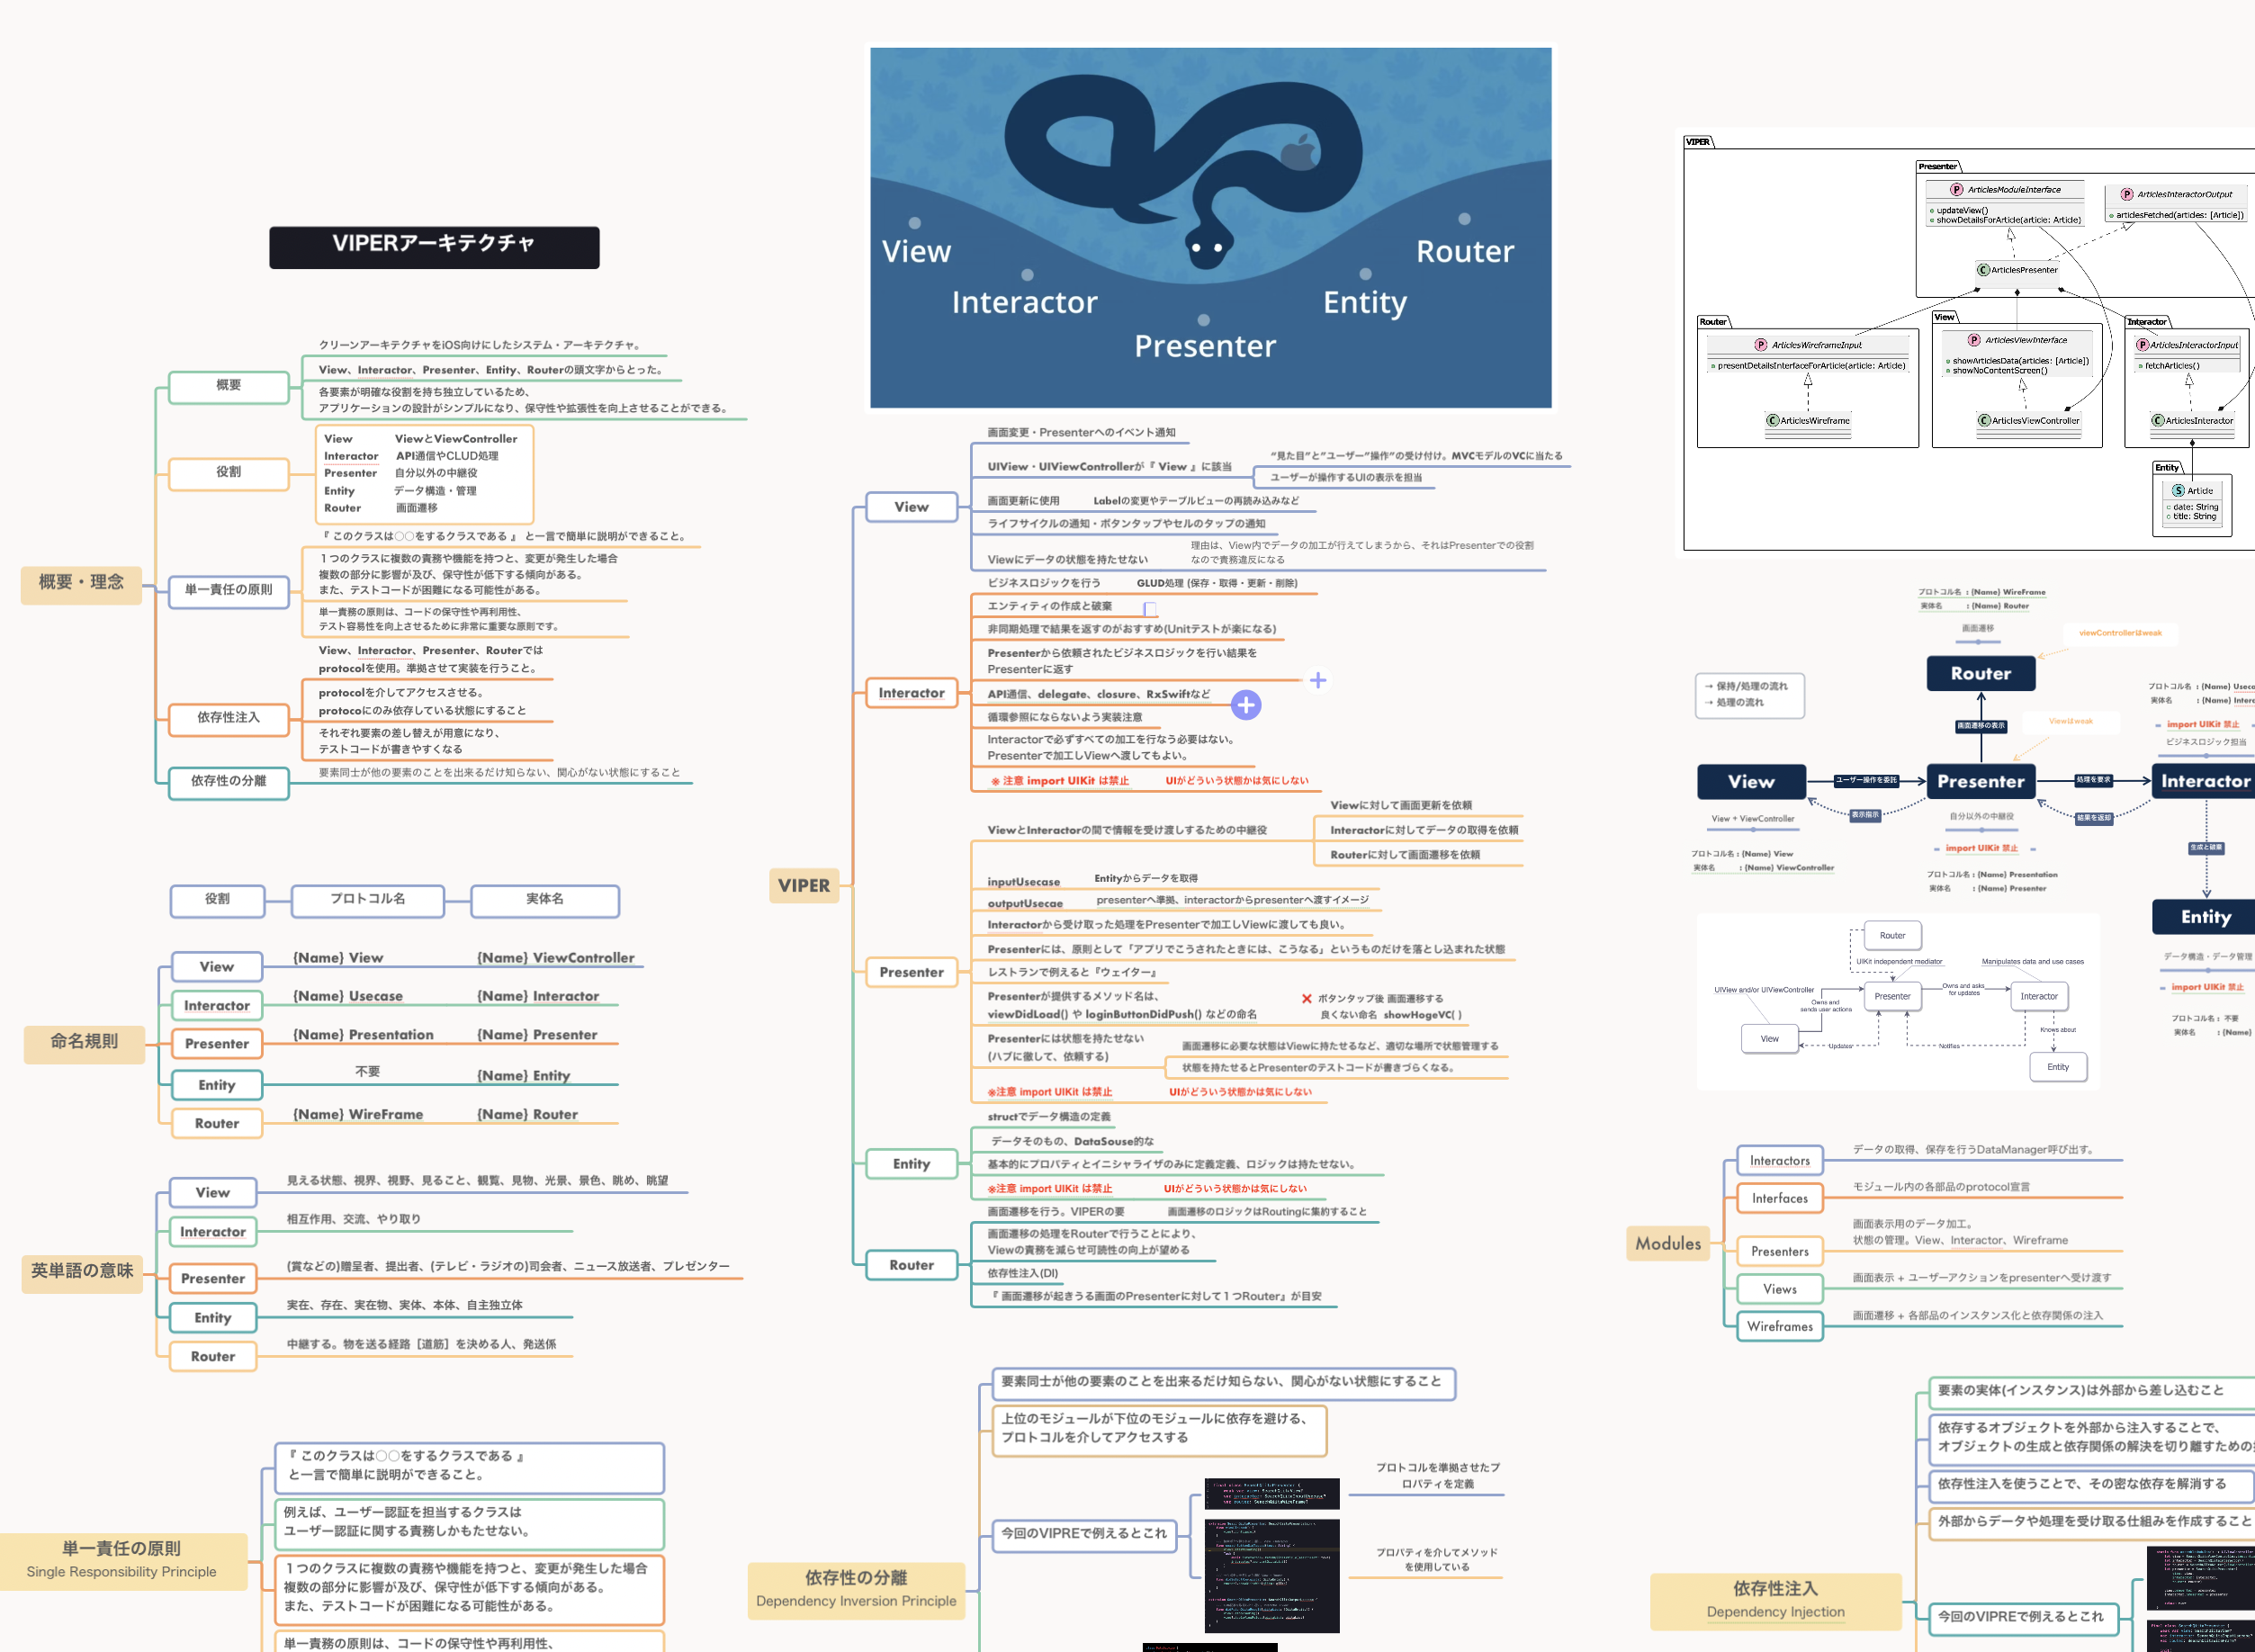 VIPERアーキテクチャ
概要・理念
概要
クリーンアーキテクチャをiOS向けにしたシステム・アーキテクチャ。
View、Interactor、Presenter、Entity、Routerの頭文字からとった。
各要素が明確な役割を持ち独立しているため、
アプリケーションの設計がシンプルになり、保守性や拡張性を向上させることができる。
役割
View ViewとViewController
Interactor API通信やCLUD処理
Presenter 自分以外の中継役
Entity データ構造・管理
Router 画面遷移
単一責任の原則
『 このクラスは○○をするクラスである 』 と一言で簡単に説明ができること。
１つのクラスに複数の責務や機能を持つと、変更が発生した場合
複数の部分に影響が及び、保守性が低下する傾向がある。
また、テストコードが困難になる可能性がある。
単一責務の原則は、コードの保守性や再利用性、
テスト容易性を向上させるために非常に重要な原則です。
依存性注入
View、Interactor、Presenter、Routerでは
protocolを使用。準拠させて実装を行うこと。
protocolを介してアクセスさせる。
protocoにのみ依存している状態にすること
それぞれ要素の差し替えが用意になり、
テストコードが書きやすくなる
依存性の分離
要素同士が他の要素のことを出来るだけ知らない、関心がない状態にすること
役割 プロトコル名 実体名
命名規則
View {Name} View {Name} ViewController
Interactor {Name} Usecase {Name} Interactor
Presenter {Name} Presentation {Name} Presenter
Entity 不要 {Name} Entity
Router {Name} WireFrame {Name} Router
英単語の意味
View 見える状態、視界、視野、見ること、観覧、見物、光景、景色、眺め、眺望
Interactor 相互作用、交流、やり取り
Presenter (賞などの)贈呈者、提出者、(テレビ・ラジオの)司会者、ニュース放送者、プレゼンター
Entity 実在、存在、実在物、実体、本体、自主独立体
Router 中継する。物を送る経路［道筋］を決める人、発送係
単一責任の原則
Single Responsibility Principle
『 このクラスは○○をするクラスである 』
と一言で簡単に説明ができること。
例えば、ユーザー認証を担当するクラスは
ユーザー認証に関する責務しかもたせない。
１つのクラスに複数の責務や機能を持つと、変更が発生した場合
複数の部分に影響が及び、保守性が低下する傾向がある。
また、テストコードが困難になる可能性がある。
単一責務の原則は、コードの保守性や再利用性、
View
Interactor
Presenter
Entity
Router
VIPER
View
画面変更・Presenterへのイベント通知
UIView・UIViewControllerが『 View 』に該当
“見た目”と“ユーザー”操作”の受け付け。MVCモデルのVCに当たる
ユーザーが操作するUIの表示を担当
画面更新に使用 Labelの変更やテーブルビューの再読み込みなど
ライフサイクルの通知・ボタンタップやセルのタップの通知
Viewにデータの状態を持たせない
理由は、View内でデータの加工が行えてしまうから、それはPresenterでの役割
なので責務違反になる
Interactor
ビジネスロジックを行う GLUD処理 (保存・取得・更新・削除)
エンティティの作成と破棄
非同期処理で結果を返すのがおすすめ(Unitテストが楽になる)
Presenterから依頼されたビジネスロジックを行い結果を
Presenterに返す
API通信、delegate、closure、RxSwiftなど
循環参照にならないよう実装注意
Interactorで必ずすべての加工を行なう必要はない。
Presenterで加工しViewへ渡してもよい。
※ 注意 import UIKit は禁止 UIがどういう状態かは気にしない
Presenter
ViewとInteractorの間で情報を受け渡しするための中継役
Viewに対して画面更新を依頼
Interactorに対してデータの取得を依頼
Routerに対して画面遷移を依頼
inputUsecase Entityからデータを取得
outputUsecae presenterへ準拠、interactorからpresenterへ渡すイメージ
Interactorから受け取った処理をPresenterで加工しViewに渡しても良い。
Presenterには、原則として「アプリでこうされたときには、こうなる」というものだけを落とし込まれた状態
レストランで例えると『ウェイター』
Presenterが提供するメソッド名は、
viewDidLoad() や loginButtonDidPush() などの命名
❌ ボタンタップ後 画面遷移する
良くない命名 showHogeVC( )
Presenterには状態を持たせない
(ハブに徹して、依頼する)
画面遷移に必要な状態はViewに持たせるなど、適切な場所で状態管理する
状態を持たせるとPresenterのテストコードが書きづらくなる。
※注意 import UIKit は禁止 UIがどういう状態かは気にしない
Entity
structでデータ構造の定義
データそのもの、DataSouse的な
基本的にプロパティとイニシャライザのみに定義定義、ロジックは持たせない。
※注意 import UIKit は禁止 UIがどういう状態かは気にしない
Router
画面遷移を行う。VIPERの要 画面遷移のロジックはRoutingに集約すること
画面遷移の処理をRouterで行うことにより、
Viewの責務を減らせ可読性の向上が望める
依存性注入(DI)
『 画面遷移が起きうる画面のPresenterに対して１つRouter』が目安
依存性の分離
Dependency Inversion Principle
要素同士が他の要素のことを出来るだけ知らない、関心がない状態にすること
上位のモジュールが下位のモジュールに依存を避ける、
プロトコルを介してアクセスする
今回のVIPREで例えるとこれ
プロトコルを準拠させたプ
ロパティを定義
プロパティを介してメソッド
を使用している
VIPER
Presenter
P ArticlesModuleInterface
updateView()
showDetailsForArticle(article: Article)
P ArticlesInteractorOutput
articlesFetched(articles: [Article])
C ArticlesPresenter
Router
P ArticlesWireframeInput
presentDetailsInterfaceForArticle(article: Article)
C ArticlesWireframe
View
P ArticlesViewInterface
showArticlesData(articles: [Article])
showNoContentScreen()
C ArticlesViewController
Interactor
P ArticlesInteractorInput
fetchArticles()
C ArticlesInteractor
Entity
S Article
date: String
title: String
プロトコル名 : {Name} WireFrame
実体名 : {Name} Router
画面遷移
viewControllerはweak
Router
→ 保持/処理の流れ
⇢ 処理の流れ
画面遷移の表示
Viewはweak
プロトコル名 : {Name} Useca
実体名 : {Name} Intera
import UIKit 禁止
ビジネスロジック担当
View
ユーザー操作を委託
Presenter
処理を要求
Interactor
表示指示
結果を返却
View + ViewController
自分以外の中継役
import UIKit 禁止
プロトコル名 : {Name} View
実体名 : {Name} ViewController
プロトコル名 : {Name} Presentation
実体名 : {Name} Presenter
生成と破棄
Entity
データ構造・データ管理
import UIKit 禁止
プロトコル名 : 不要
実体名 : {Name}
Router
UIKit independent mediator
Manipulates data and use cases
UIView and/or UIViewController
Presenter
Owns and asks
for updates
Interactor
Owns and
sends user actions
View
Updates
Notifies
Knows about
Entity
Modules
Interactors データの取得、保存を行うDataManager呼び出す。
Interfaces モジュール内の各部品のprotocol宣言
Presenters
画面表示用のデータ加工。
状態の管理。View、Interactor、Wireframe
Views 画面表示 + ユーザーアクションをpresenterへ受け渡す
Wireframes 画面遷移 + 各部品のインスタンス化と依存関係の注入
依存性注入
Dependency Injection
要素の実体(インスタンス)は外部から差し込むこと
依存するオブジェクトを外部から注入することで、
オブジェクトの生成と依存関係の解決を切り離すための
依存性注入を使うことで、その密な依存を解消する
外部からデータや処理を受け取る仕組みを作成すること
今回のVIPREで例えるとこれ